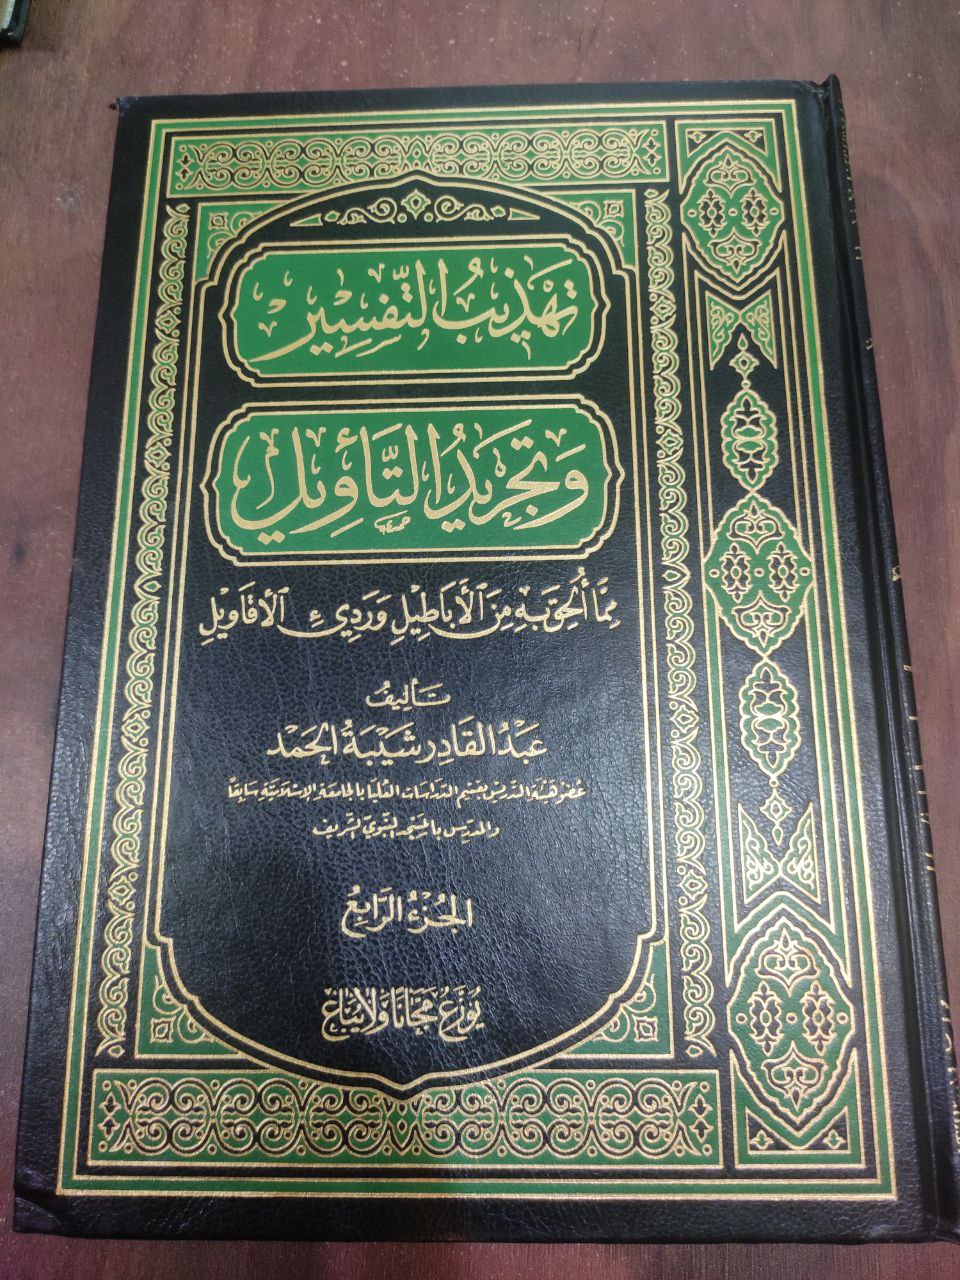 تهذيب التفسير
وتجريد التأويل
مما ألحق به من الأباطيل ورديء الأقاويل
تأليف
عبد القادر شيبة الحمد
عضو هيئة التدريس بقسم الدراسات العليا بالجامعة الإسلامية سابقاً
والمدرس بالمسجد النبوي الشريف
الجزء الرابع
يوزع مجاناً ولا يباع